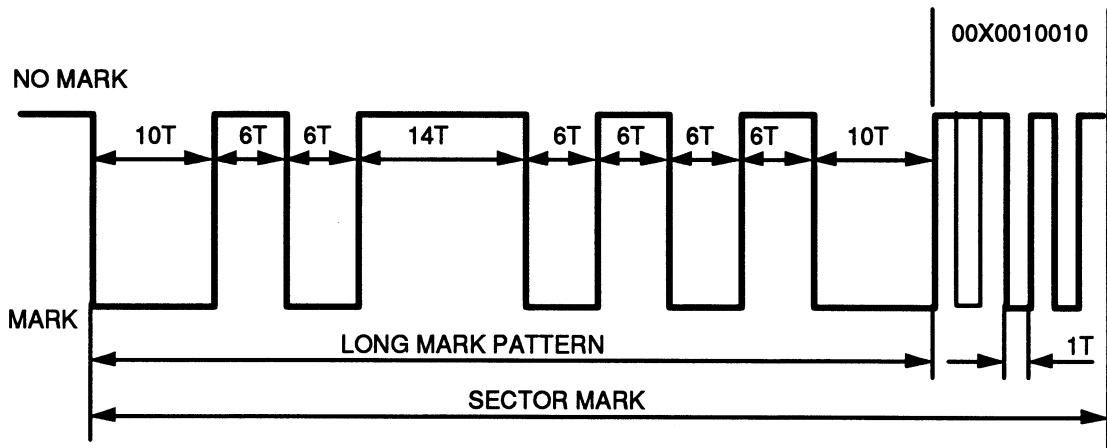 00X0010010
NO MARK
10T 6T 6T 14T 6T 6T 6T 6T 10T
MARK
LONG MARK PATTERN
1T
SECTOR MARK